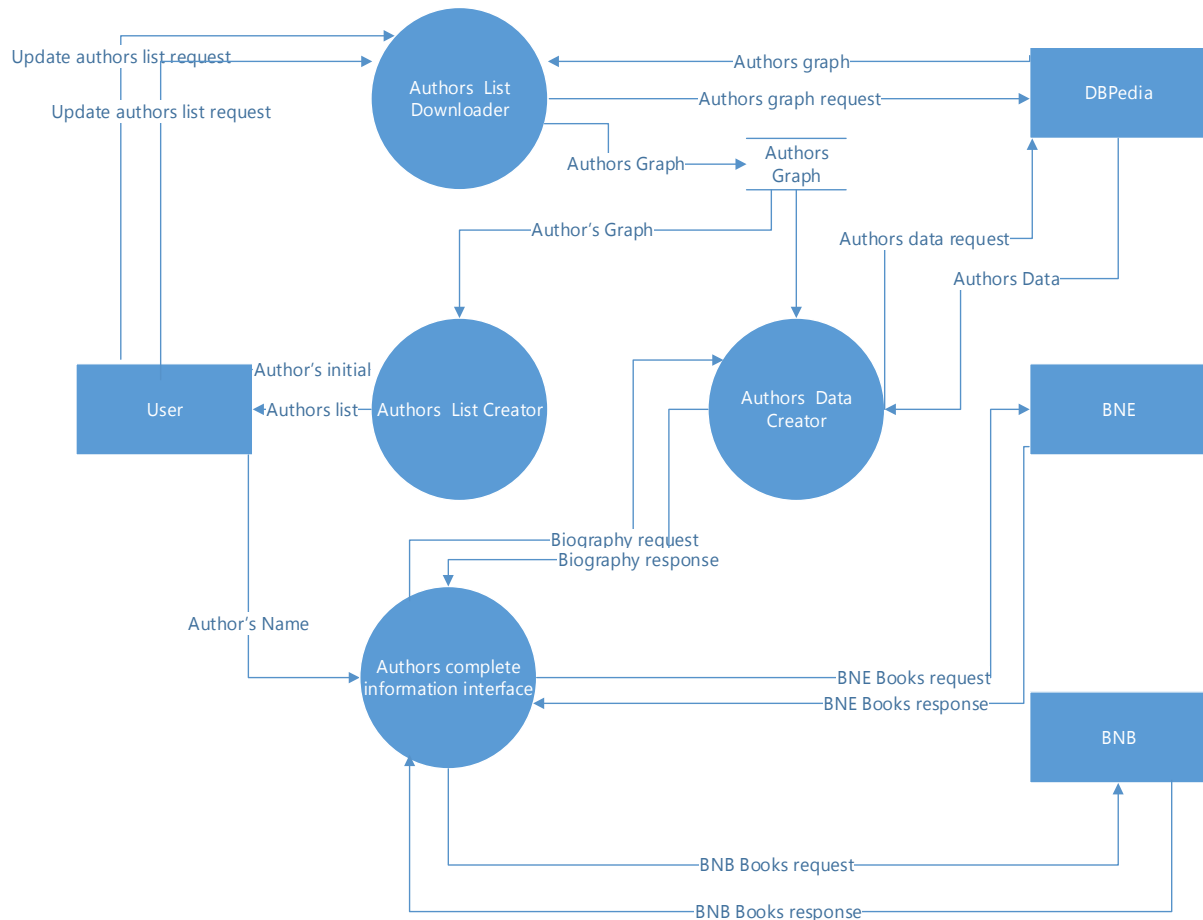 Update authors list request
Update authors list request
Authors List
Downloader
Authors graph
Authors graph request
DBPedia
Authors Graph
Authors
Graph
Author's Graph
Authors data request
Authors Data
User
Author's initial
Authors list
Authors List Creator
Authors Data
Creator
BNE
Biography request
Biography response
Author's Name
Authors complete
information interface
BNE Books request
BNE Books response
BNB
BNB Books request
BNB Books response